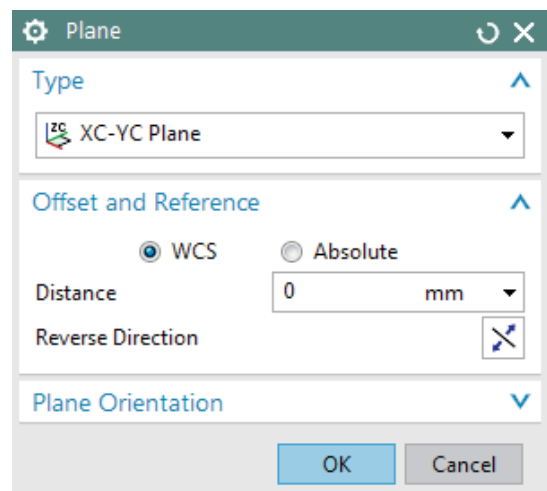 Plane
Type
ZC XC-YC Plane
Offset and Reference
WCS Absolute
Distance 0 mm
Reverse Direction
Plane Orientation
OK Cancel